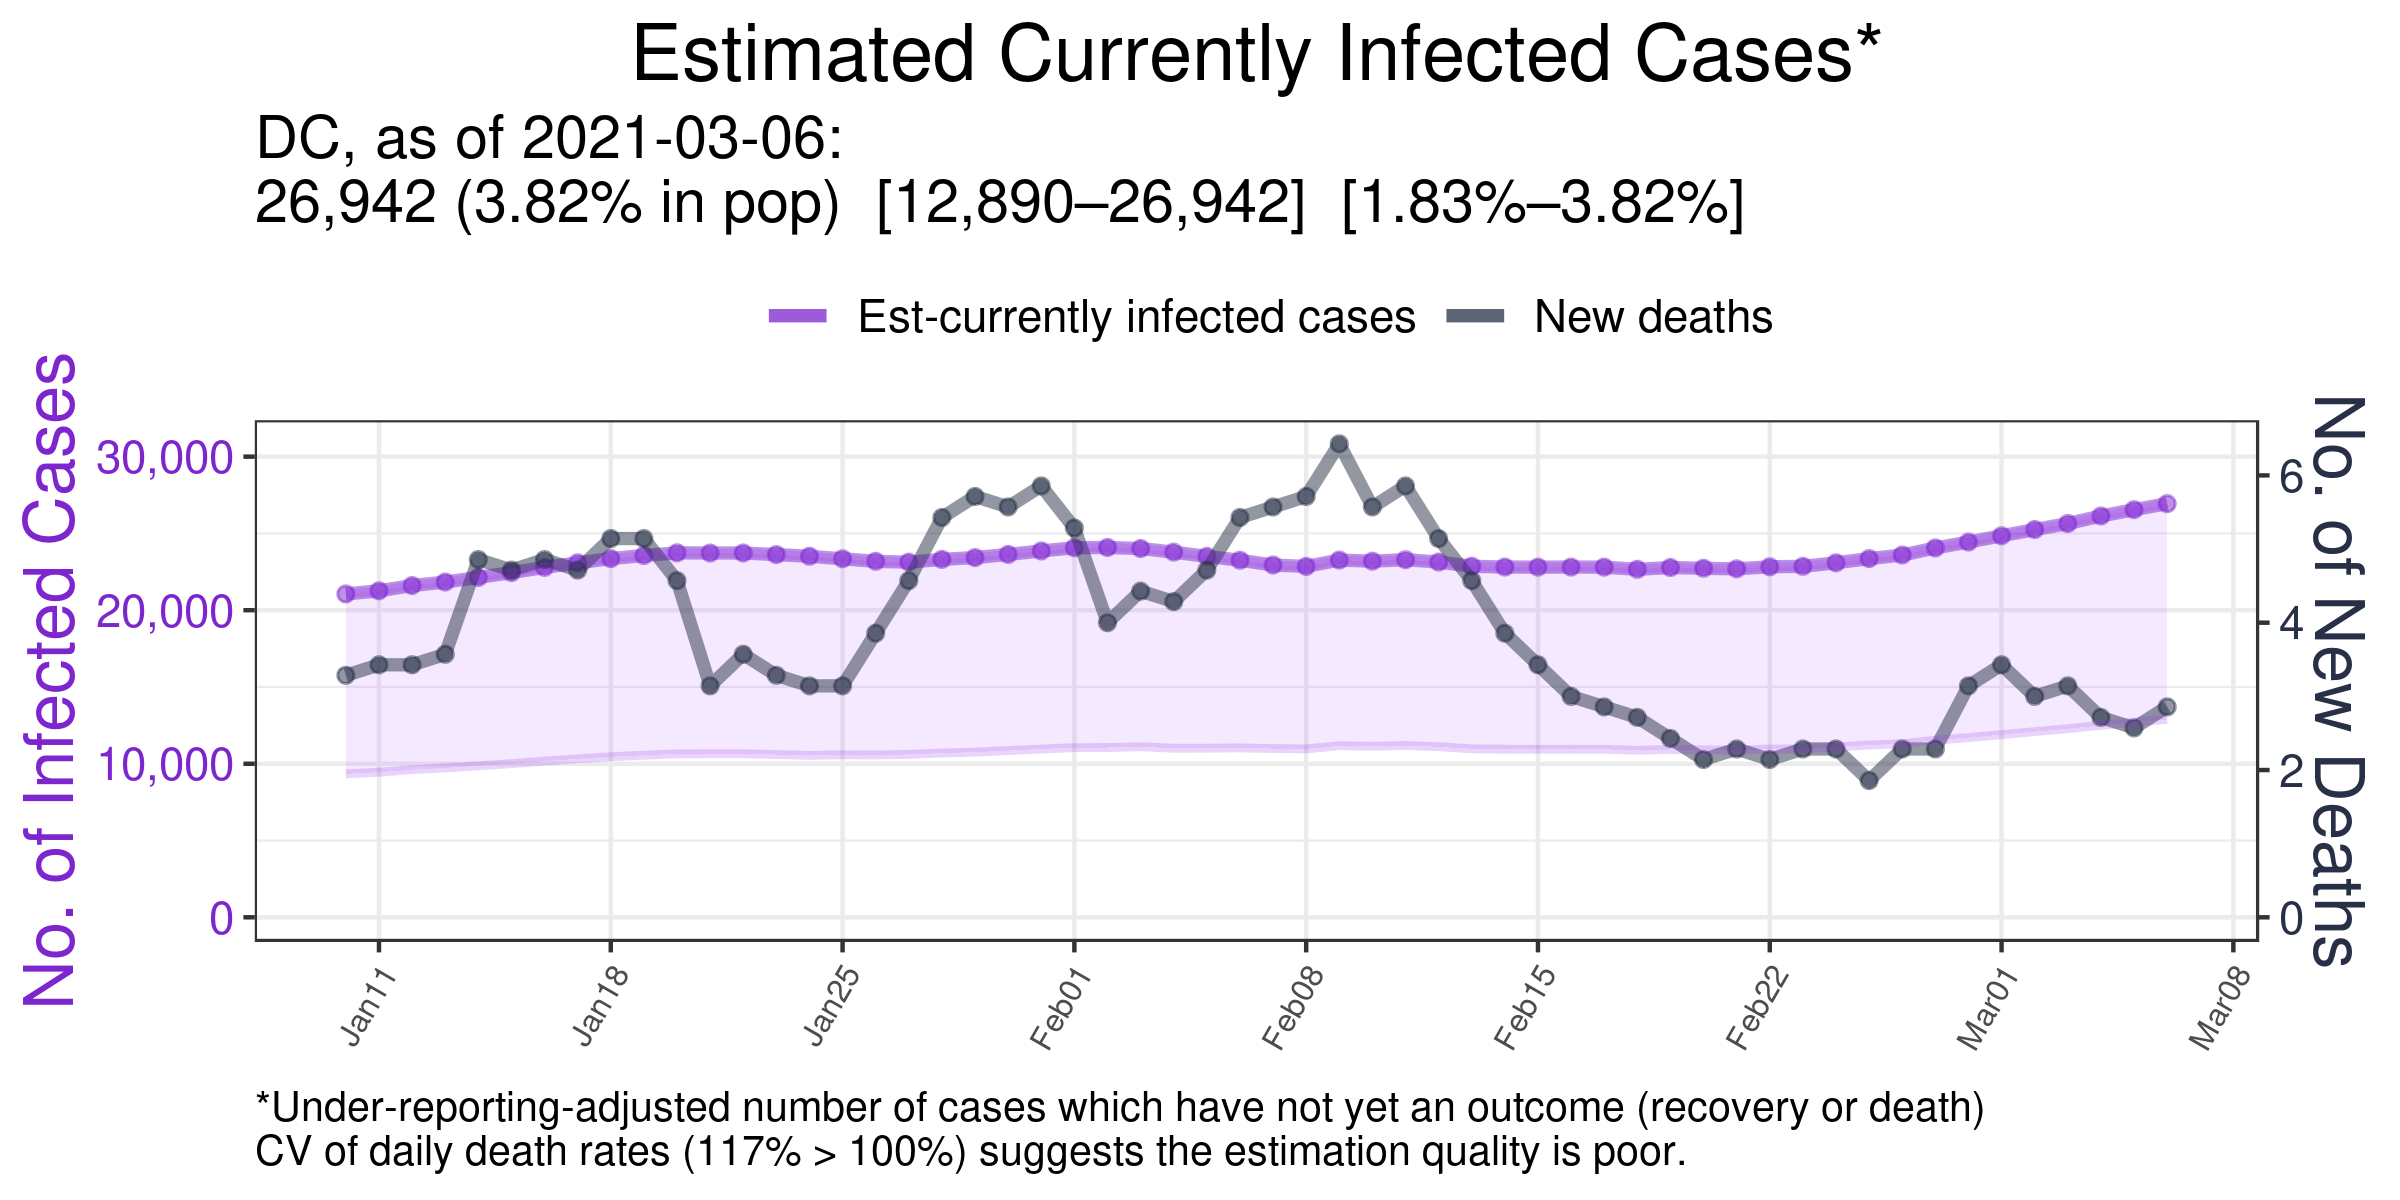 Estimated Currently Infected Cases*
DC, as of 2021-03-06:
26,942 (3.82% in pop)  [12,890–26,942]  [1.83%–3.82%]
Est-currently infected cases
New deaths
No. of Infected Cases
30,000
20,000
10,000
0
No. of New Deaths
6
4
2
0
Jan11
Jan18
Jan25
Feb01
Feb08
Feb15
Feb22
Mar01
Mar08
*Under-reporting-adjusted number of cases which have not yet an outcome (recovery or death)
CV of daily death rates (117% > 100%) suggests the estimation quality is poor.